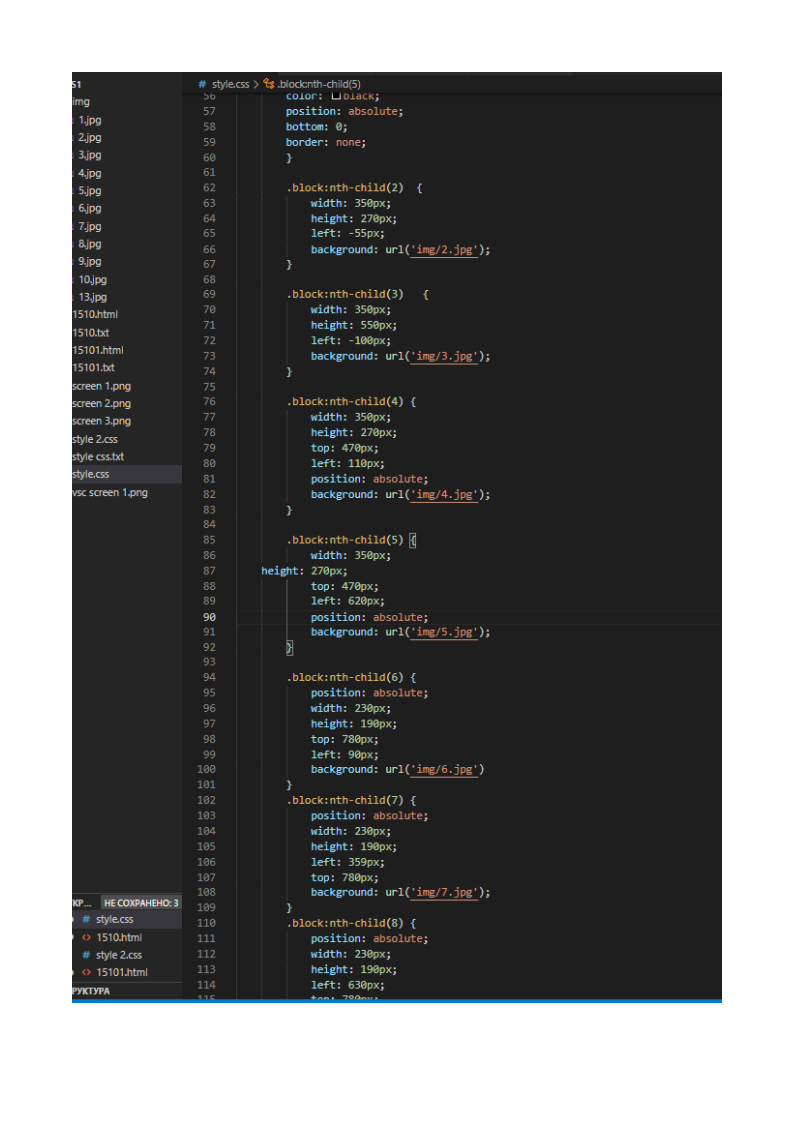 51
img
1.jpg
2.jpg
3.jpg
4.jpg
5.jpg
6.jpg
7.jpg
8.jpg
9.jpg
10.jpg
13.jpg
1510.html
1510.txt
15101.html
15101.txt
screen 1.png
screen 2.png
screen 3.png
style 2.css
style css.txt
style.css
vsc screen 1.png
КР... НЕ СОХРАНЕНО: 3
# style.css
<> 1510.html
# style 2.css
<> 15101.html
РУКТУРА
# style.css > .block:nth-child(5)
56 color: black;
57 position: absolute;
58 bottom: 0;
59 border: none;
60 }
61
62 .block:nth-child(2) {
63 width: 350px;
64 height: 270px;
65 left: -55px;
66 background: url('img/2.jpg');
67 }
68
69 .block:nth-child(3) {
70 width: 350px;
71 height: 550px;
72 left: -100px;
73 background: url('img/3.jpg');
74 }
75
76 .block:nth-child(4) {
77 width: 350px;
78 height: 270px;
79 top: 470px;
80 left: 110px;
81 position: absolute;
82 background: url('img/4.jpg');
83 }
84
85 .block:nth-child(5) {
86 width: 350px;
87 height: 270px;
88 top: 470px;
89 left: 620px;
90 position: absolute;
91 background: url('img/5.jpg');
92 }
93
94 .block:nth-child(6) {
95 position: absolute;
96 width: 230px;
97 height: 190px;
98 top: 780px;
99 left: 90px;
100 background: url('img/6.jpg')
101 }
102 .block:nth-child(7) {
103 position: absolute;
104 width: 230px;
105 height: 190px;
106 left: 359px;
107 top: 780px;
108 background: url('img/7.jpg');
109 }
110 .block:nth-child(8) {
111 position: absolute;
112 width: 230px;
113 height: 190px;
114 left: 630px;
115 top: 780px;